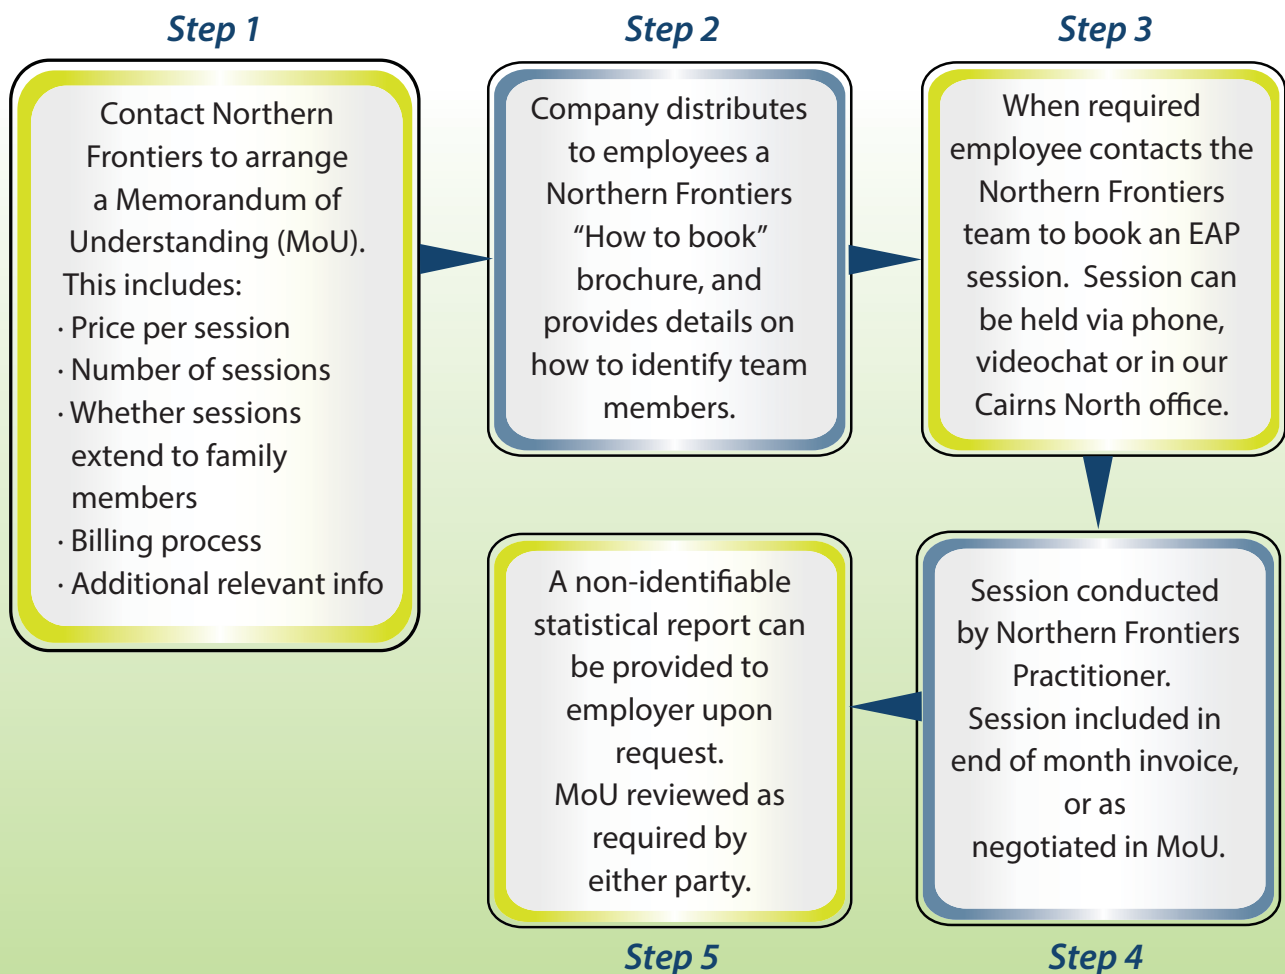 Step 1
Contact Northern
Frontiers to arrange
a Memorandum of
Understanding (MoU).
This includes:
· Price per session
· Number of sessions
· Whether sessions
extend to family
members
· Billing process
· Additional relevant info
Step 2
Company distributes
to employees a
Northern Frontiers
“How to book”
brochure, and
provides details on
how to identify team
members.
Step 3
When required
employee contacts the
Northern Frontiers
team to book an EAP
session.  Session can
be held via phone,
videochat or in our
Cairns North office.
Session conducted
by Northern Frontiers
Practitioner.
Session included in
end of month invoice,
or as
negotiated in MoU.
Step 4
A non-identifiable
statistical report can
be provided to
employer upon
request.
MoU reviewed as
required by
either party.
Step 5